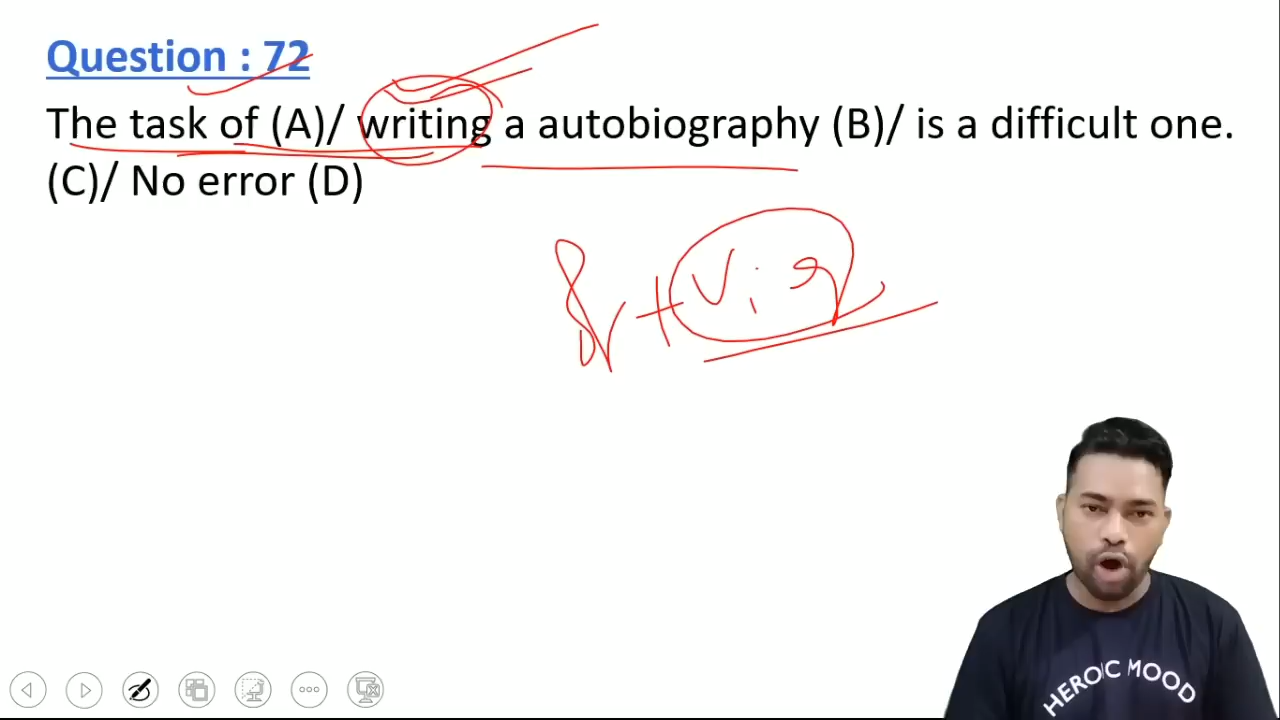 Question : 72
The task of (A)/ writing a autobiography (B)/ is a difficult one.
(C)/ No error (D)
HEROIC MOOD